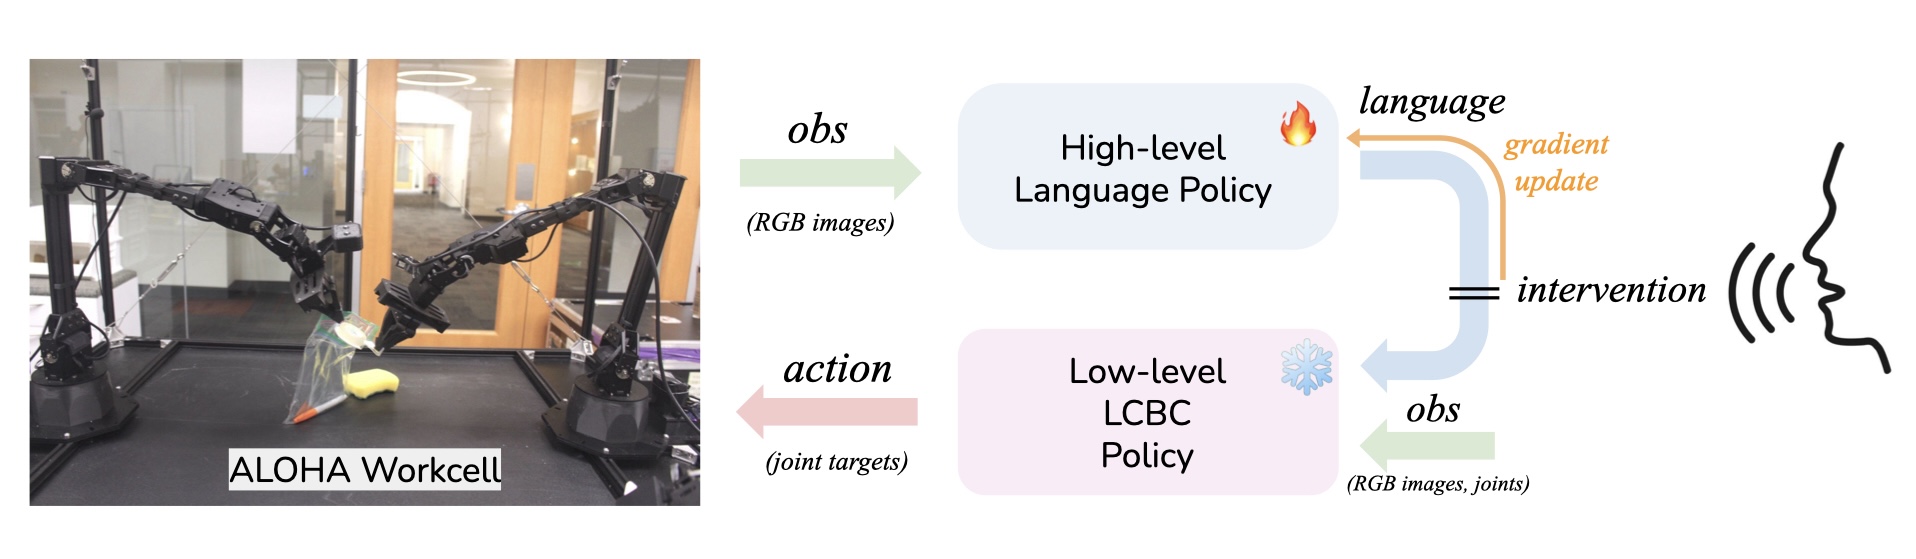 ALOHA Workcell
obs
(RGB images)
High-level
Language Policy
language
gradient
update
intervention
action
(joint targets)
Low-level
LCBC
Policy
obs
(RGB images, joints)